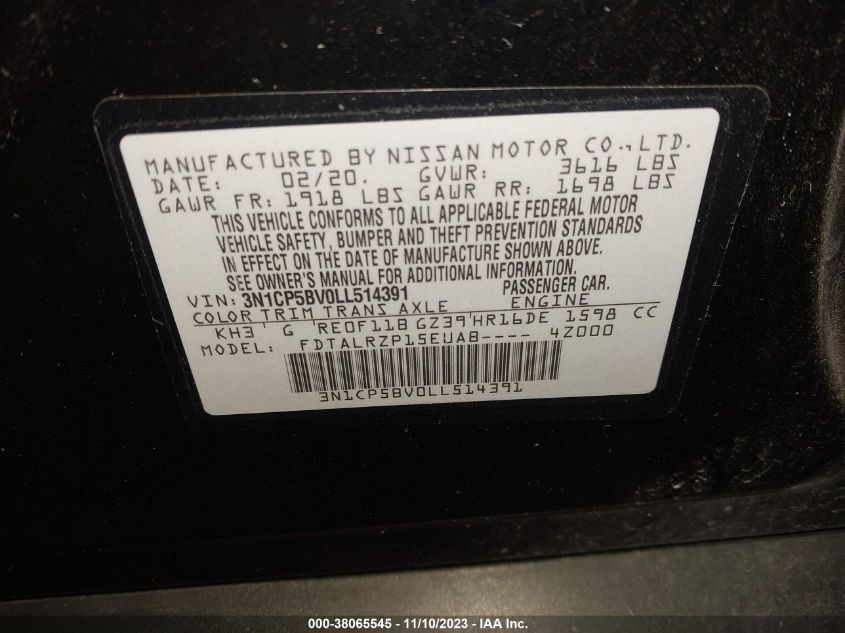 MANUFACTURED BY NISSAN MOTOR CO., LTD.
DATE: 02/20. GVWR: 3616 LBS
GAWR FR: 1918 LBS GAWR RR: 1698 LBS
THIS VEHICLE CONFORMS TO ALL APPLICABLE FEDERAL MOTOR
VEHICLE SAFETY, BUMPER AND THEFT PREVENTION STANDARDS
IN EFFECT ON THE DATE OF MANUFACTURE SHOWN ABOVE.
SEE OWNER'S MANUAL FOR ADDITIONAL INFORMATION.
VIN: 3N1CP5BV0LL514391 PASSENGER CAR.
COLOR TRIM TRANS AXLE ENGINE
KH3 G RE0F11B GZ39 HR16DE 1598 CC
MODEL: FDTALRZP15EUAB---- 4Z000
3N1CP5BV0LL514391
000-38065545 - 11/10/2023 - IAA Inc.